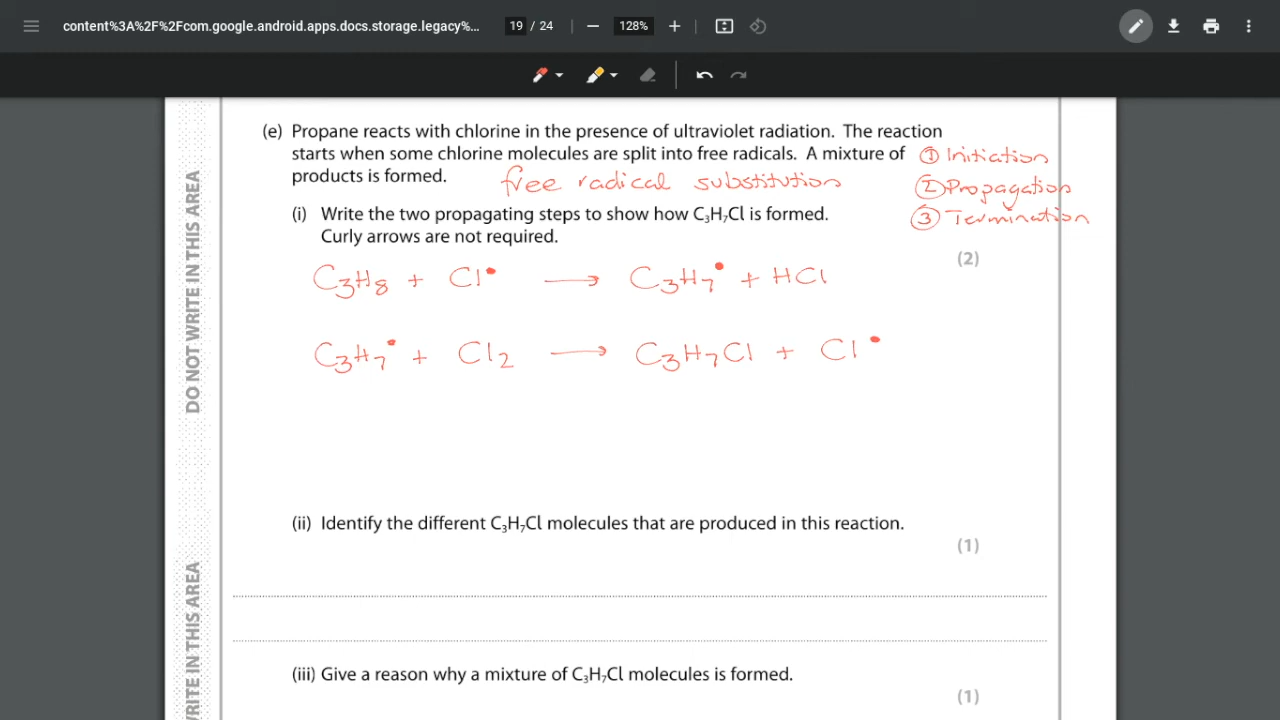 content%3A%2F%2Fcom.google.android.apps.docs.storage.legacy%... 19 / 24 128%
(e) Propane reacts with chlorine in the presence of ultraviolet radiation. The reaction
starts when some chlorine molecules are split into free radicals. A mixture of
products is formed.
① Initiation
free radical substitution
② Propagation
③ Termination
(i) Write the two propagating steps to show how C₃H₇Cl is formed.
Curly arrows are not required.
(2)
C₃H₈ + Cl• ⟶ C₃H₇• + HCl
C₃H₇• + Cl₂ ⟶ C₃H₇Cl + Cl•
(ii) Identify the different C₃H₇Cl molecules that are produced in this reaction.
(1)
(iii) Give a reason why a mixture of C₃H₇Cl molecules is formed.
(1)
DO NOT WRITE IN THIS AREA
WRITE IN THIS AREA